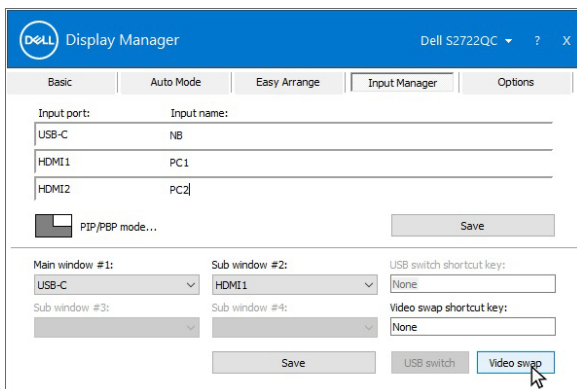 DELL Display Manager Dell S2722QC ? X
Basic Auto Mode Easy Arrange Input Manager Options
Input port: Input name:
USB-C NB
HDMI1 PC1
HDMI2 PC2
PIP/PBP mode... Save
Main window #1: Sub window #2: USB switch shortcut key:
USB-C HDMI1 None
Sub window #3: Sub window #4: Video swap shortcut key:
None
Save USB switch Video swap